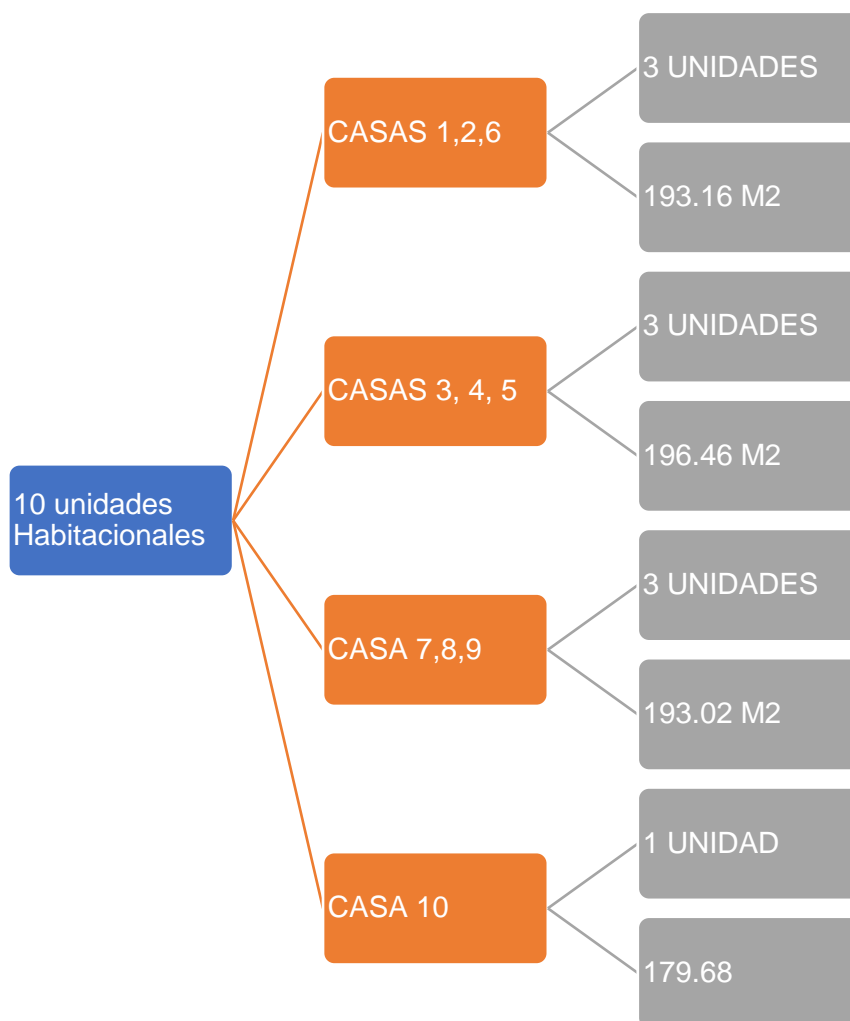 10 unidades
Habitacionales
CASAS 1,2,6
3 UNIDADES
193.16 M2
CASAS 3, 4, 5
3 UNIDADES
196.46 M2
CASA 7,8,9
3 UNIDADES
193.02 M2
CASA 10
1 UNIDAD
179.68